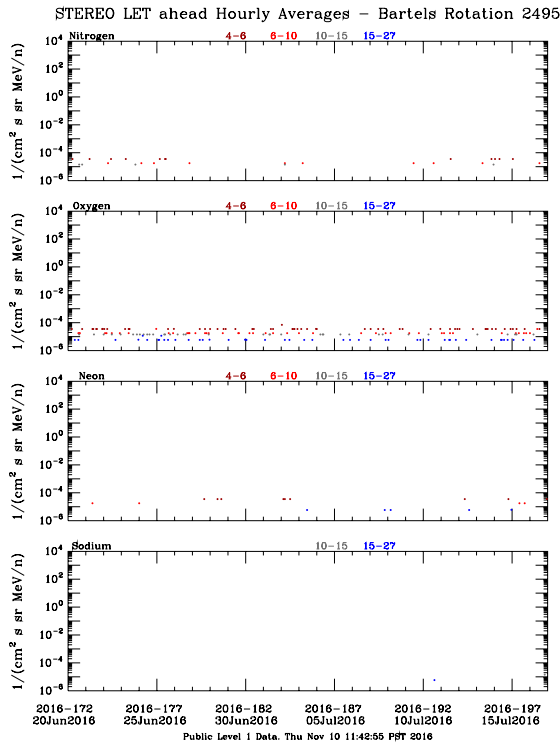 STEREO LET ahead Hourly Averages – Bartels Rotation 2495
Nitrogen 4–6 6–10 10–15 15–27
10^4
10^2
10^0
10^-2
10^-4
10^-6
1/(cm^2 s sr MeV/n)
Oxygen 4–6 6–10 10–15 15–27
10^4
10^2
10^0
10^-2
10^-4
10^-6
1/(cm^2 s sr MeV/n)
Neon 4–6 6–10 10–15 15–27
10^4
10^2
10^0
10^-2
10^-4
10^-6
1/(cm^2 s sr MeV/n)
Sodium 10–15 15–27
10^4
10^2
10^0
10^-2
10^-4
10^-6
1/(cm^2 s sr MeV/n)
2016–172 2016–177 2016–182 2016–187 2016–192 2016–197
20Jun2016 25Jun2016 30Jun2016 05Jul2016 10Jul2016 15Jul2016
Public Level 1 Data, Thu Nov 10 11:42:55 PST 2016